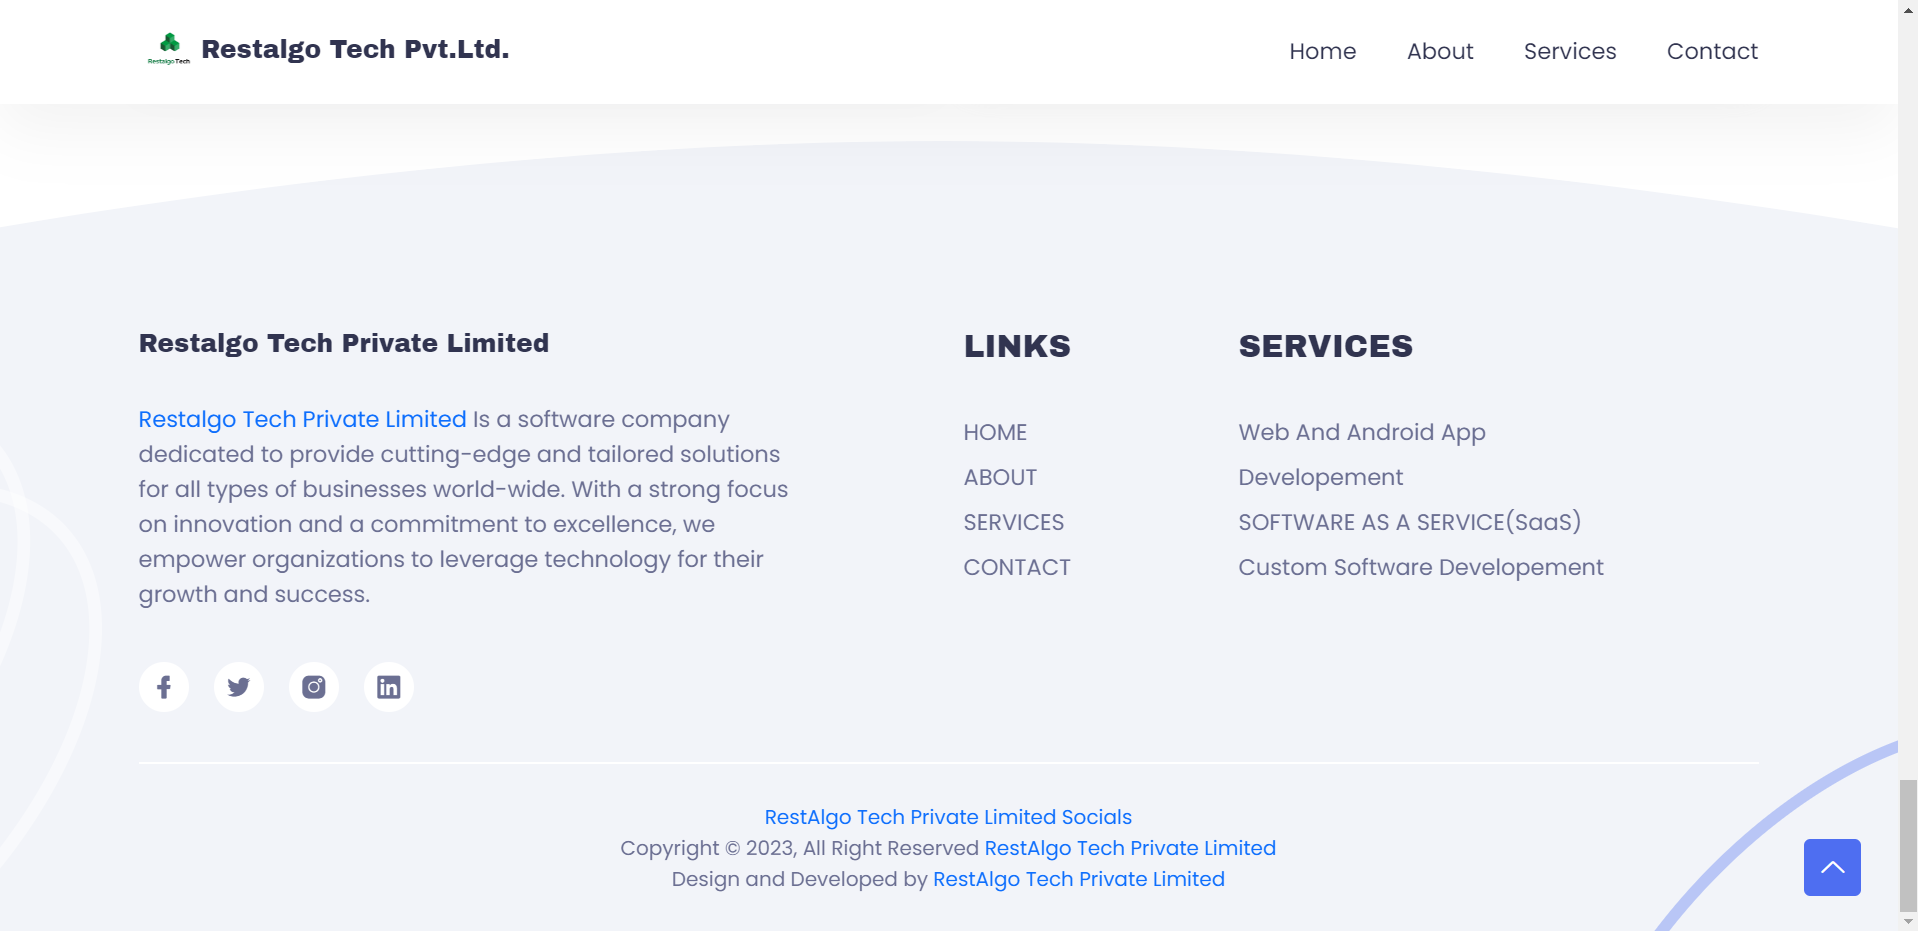 RestalgoTech
Restalgo Tech Pvt.Ltd.
Home
About
Services
Contact
Restalgo Tech Private Limited
Restalgo Tech Private Limited Is a software company
dedicated to provide cutting-edge and tailored solutions
for all types of businesses world-wide. With a strong focus
on innovation and a commitment to excellence, we
empower organizations to leverage technology for their
growth and success.
LINKS
HOME
ABOUT
SERVICES
CONTACT
SERVICES
Web And Android App
Developement
SOFTWARE AS A SERVICE(SaaS)
Custom Software Developement
RestAlgo Tech Private Limited Socials
Copyright © 2023, All Right Reserved RestAlgo Tech Private Limited
Design and Developed by RestAlgo Tech Private Limited